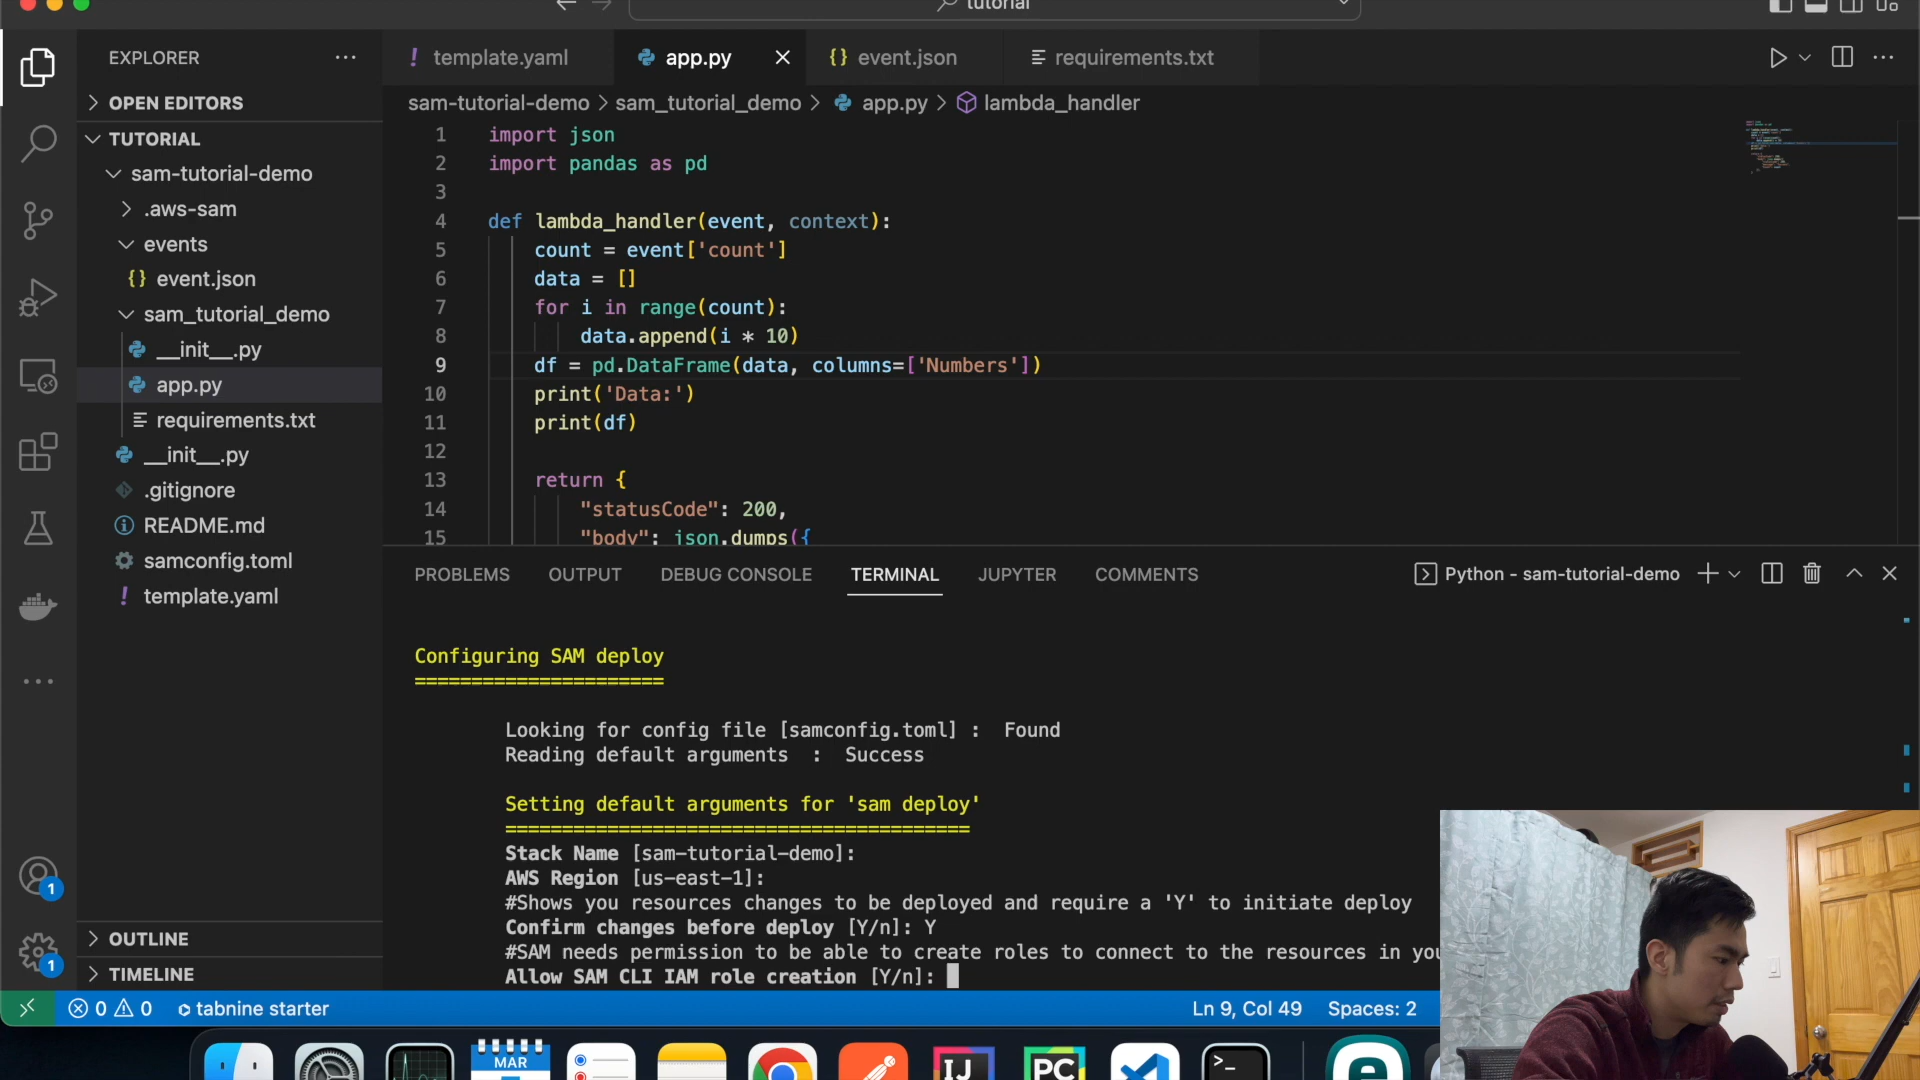 tutorial
EXPLORER
template.yaml
app.py
event.json
requirements.txt
OPEN EDITORS
TUTORIAL
sam-tutorial-demo
.aws-sam
events
event.json
sam_tutorial_demo
__init__.py
app.py
requirements.txt
__init__.py
.gitignore
README.md
samconfig.toml
template.yaml
OUTLINE
TIMELINE
sam-tutorial-demo > sam_tutorial_demo > app.py > lambda_handler
1 import json
2 import pandas as pd
3
4 def lambda_handler(event, context):
5 count = event['count']
6 data = []
7 for i in range(count):
8 data.append(i * 10)
9 df = pd.DataFrame(data, columns=['Numbers'])
10 print('Data:')
11 print(df)
12
13 return {
14 "statusCode": 200,
15 "body": json.dumps({
PROBLEMS OUTPUT DEBUG CONSOLE TERMINAL JUPYTER COMMENTS
Python - sam-tutorial-demo
Configuring SAM deploy
======================
Looking for config file [samconfig.toml] : Found
Reading default arguments : Success
Setting default arguments for 'sam deploy'
=========================================
Stack Name [sam-tutorial-demo]:
AWS Region [us-east-1]:
#Shows you resources changes to be deployed and require a 'Y' to initiate deploy
Confirm changes before deploy [Y/n]: Y
#SAM needs permission to be able to create roles to connect to the resources in you
Allow SAM CLI IAM role creation [Y/n]:
1
1
0 0 tabnine starter
Ln 9, Col 49 Spaces: 2
MAR
IJ
PC
>_